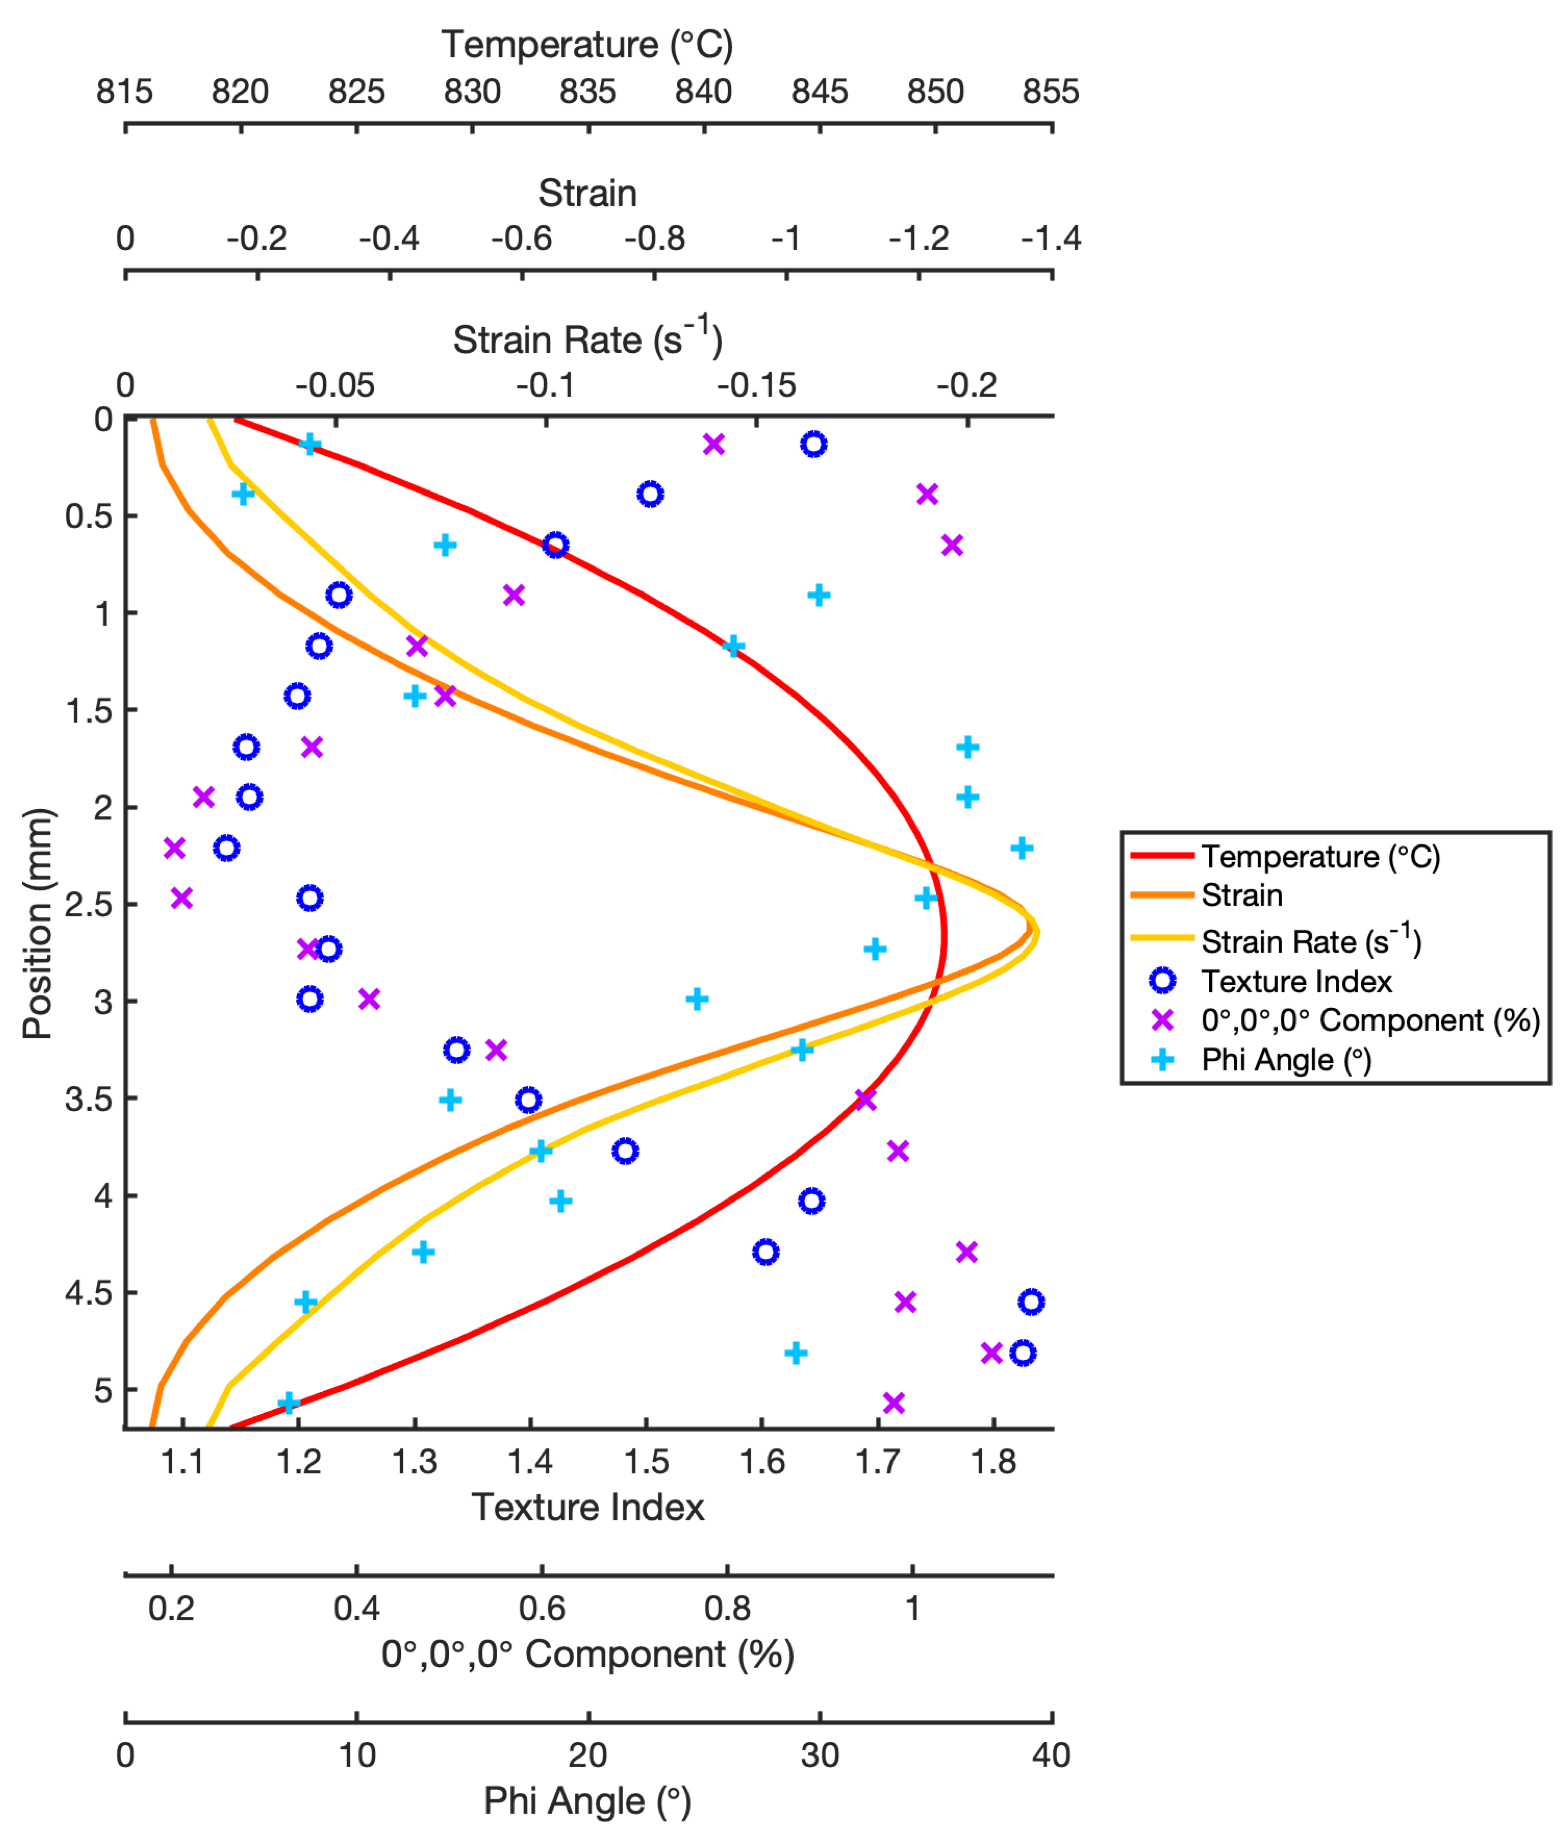 Temperature (°C)
815 820 825 830 835 840 845 850 855
Strain
0 -0.2 -0.4 -0.6 -0.8 -1 -1.2 -1.4
Strain Rate (s⁻¹)
0 -0.05 -0.1 -0.15 -0.2
0
0.5
1
1.5
2
2.5
3
3.5
4
4.5
5
Position (mm)
Temperature (°C)
Strain
Strain Rate (s⁻¹)
Texture Index
0°,0°,0° Component (%)
Phi Angle (°)
1.1 1.2 1.3 1.4 1.5 1.6 1.7 1.8
Texture Index
0.2 0.4 0.6 0.8 1
0°,0°,0° Component (%)
0 10 20 30 40
Phi Angle (°)